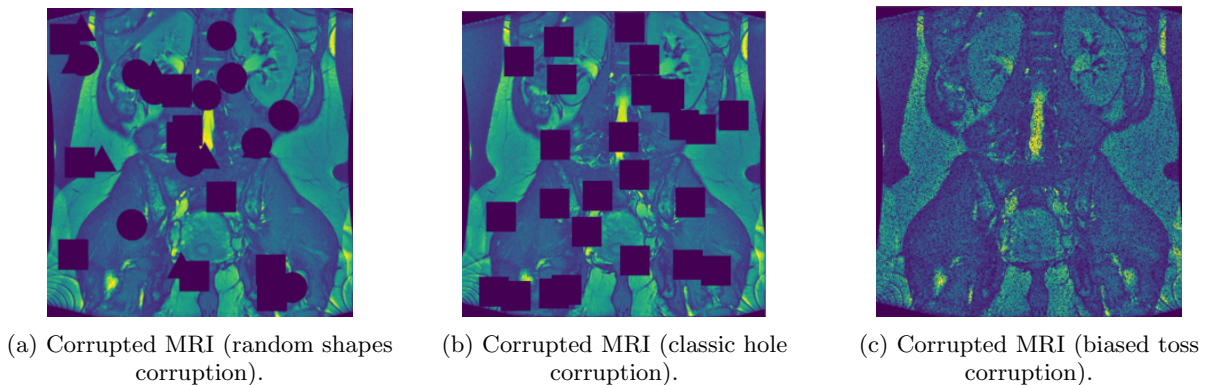 (a) Corrupted MRI (random shapes
corruption).
(b) Corrupted MRI (classic hole
corruption).
(c) Corrupted MRI (biased toss
corruption).